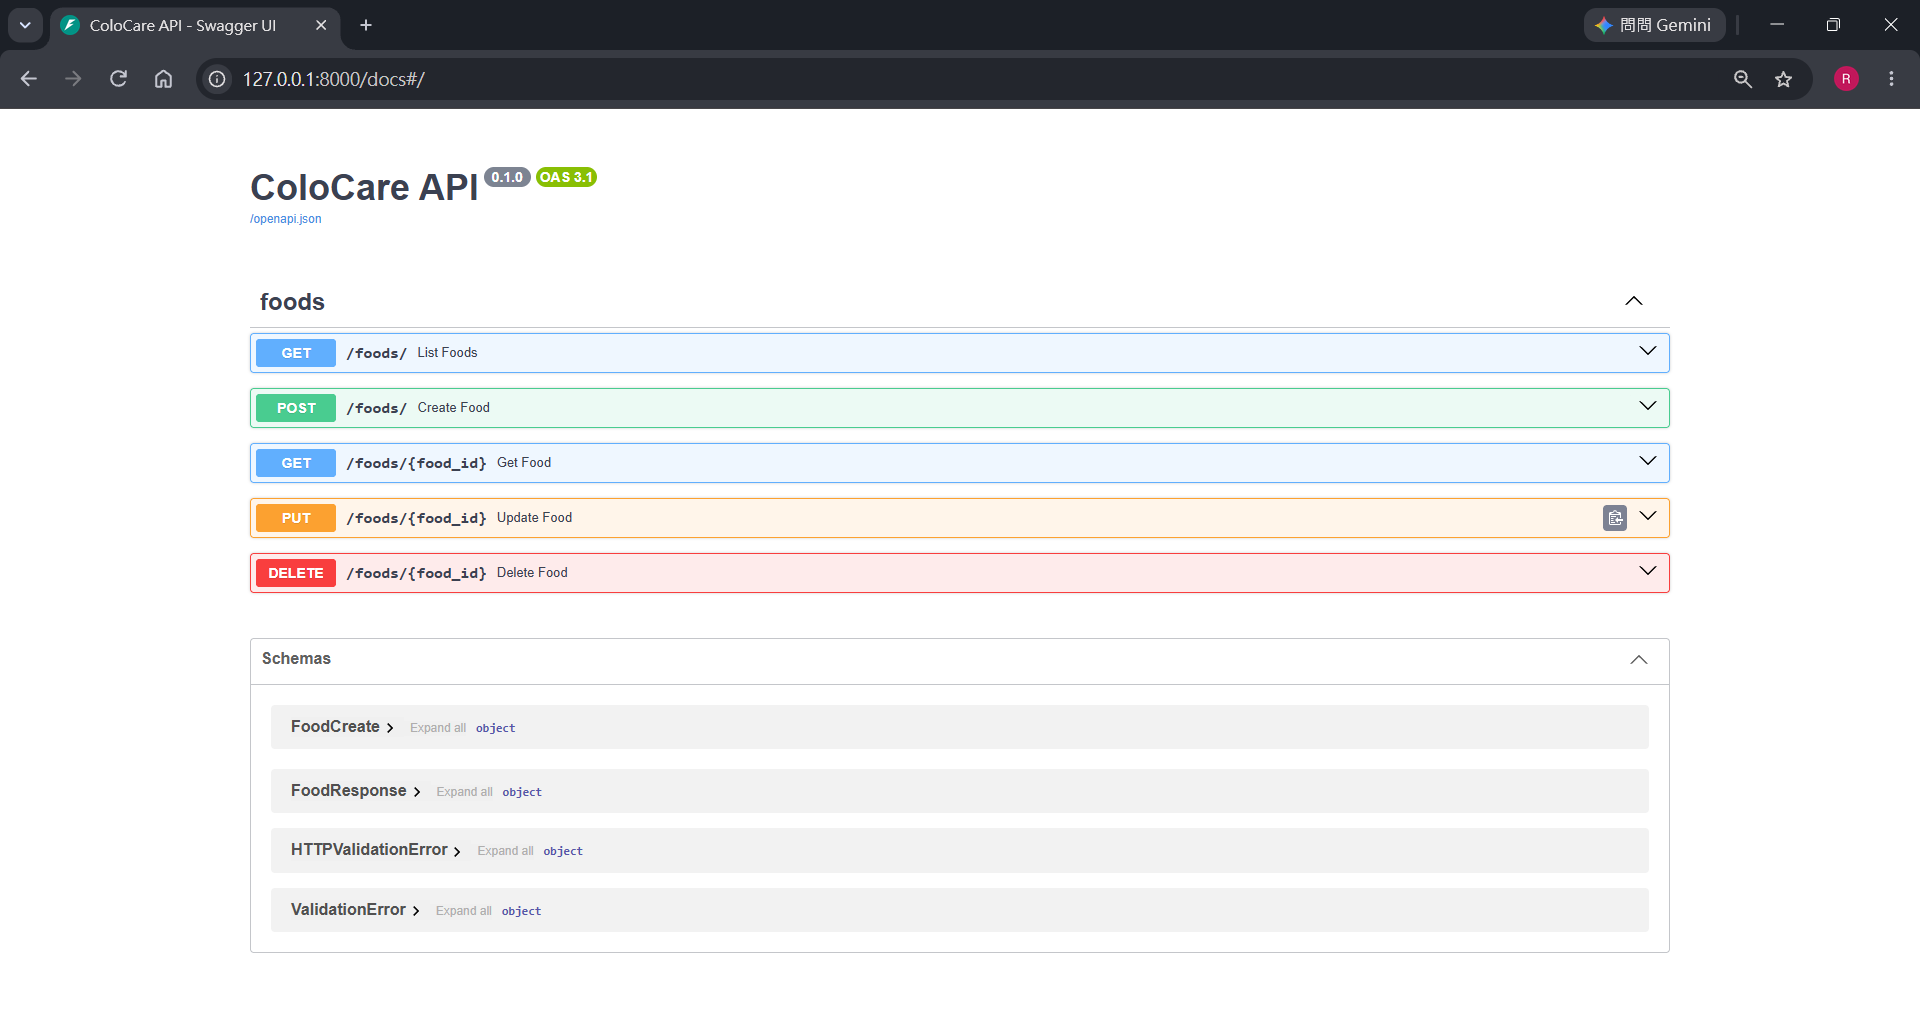 ColoCare API - Swagger UI
問問 Gemini
127.0.0.1:8000/docs#/
R
ColoCare API 0.1.0 OAS 3.1
/openapi.json
foods
GET /foods/ List Foods
POST /foods/ Create Food
GET /foods/{food_id} Get Food
PUT /foods/{food_id} Update Food
DELETE /foods/{food_id} Delete Food
Schemas
FoodCreate Expand all object
FoodResponse Expand all object
HTTPValidationError Expand all object
ValidationError Expand all object